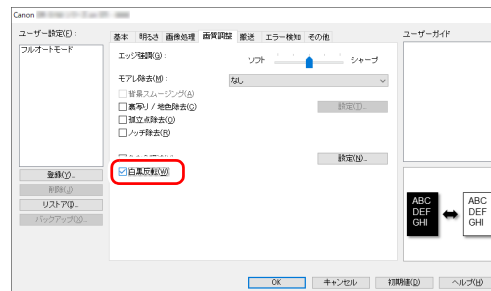 Canon
ユーザー設定(F):
フルオートモード
登録(Y)...
削除(J)
リストア(I)...
バックアップ(X)...
基本 明るさ 画像処理 画質調整 搬送 エラー検知 その他
エッジ強調(G):
ソフト シャープ
モアレ除去(M):
なし
背景スムージング(A)
裏写り / 地色除去(C)
設定(T)...
孤立点除去(O)
ノッチ除去(R)
設定(N)...
白黒反転(W)
OK キャンセル 初期値(D) ヘルプ(H)
ユーザーガイド
ABC
DEF
GHI
ABC
DEF
GHI